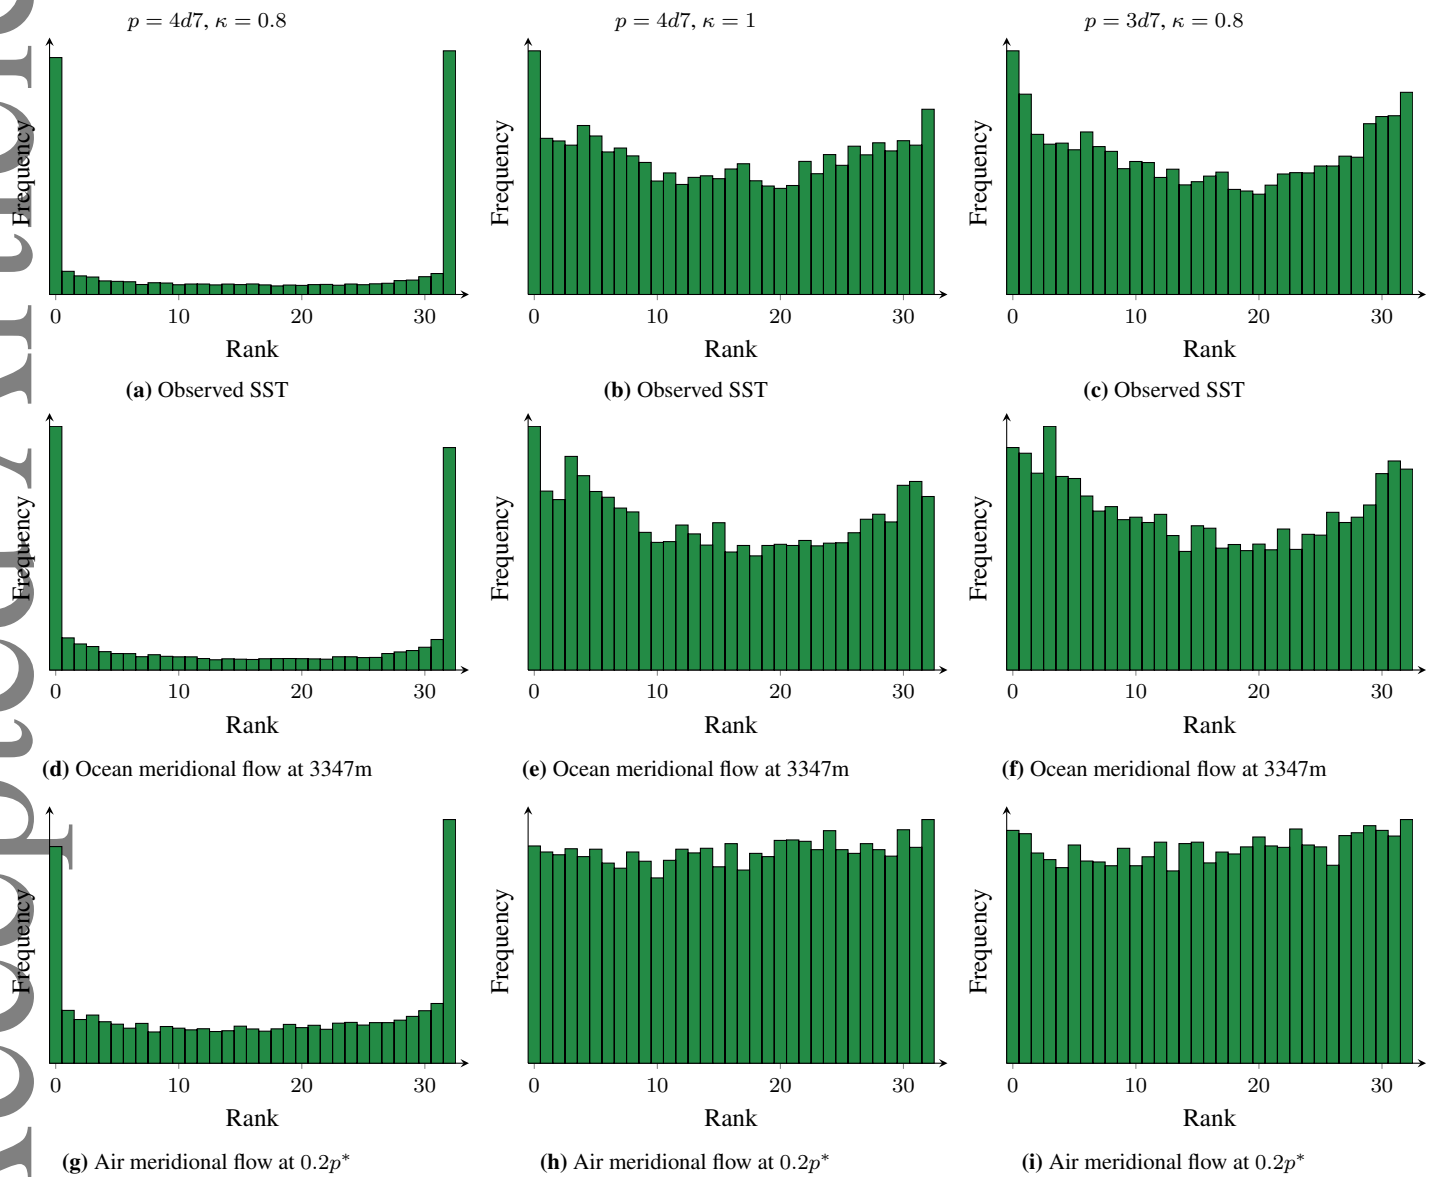 p = 4d7, κ = 0.8
p = 4d7, κ = 1
p = 3d7, κ = 0.8
Frequency
Frequency
Frequency
0 10 20 30
0 10 20 30
0 10 20 30
Rank
Rank
Rank
(a) Observed SST
(b) Observed SST
(c) Observed SST
Frequency
Frequency
Frequency
0 10 20 30
0 10 20 30
0 10 20 30
Rank
Rank
Rank
(d) Ocean meridional flow at 3347m
(e) Ocean meridional flow at 3347m
(f) Ocean meridional flow at 3347m
Frequency
Frequency
Frequency
0 10 20 30
0 10 20 30
0 10 20 30
Rank
Rank
Rank
(g) Air meridional flow at 0.2p*
(h) Air meridional flow at 0.2p*
(i) Air meridional flow at 0.2p*